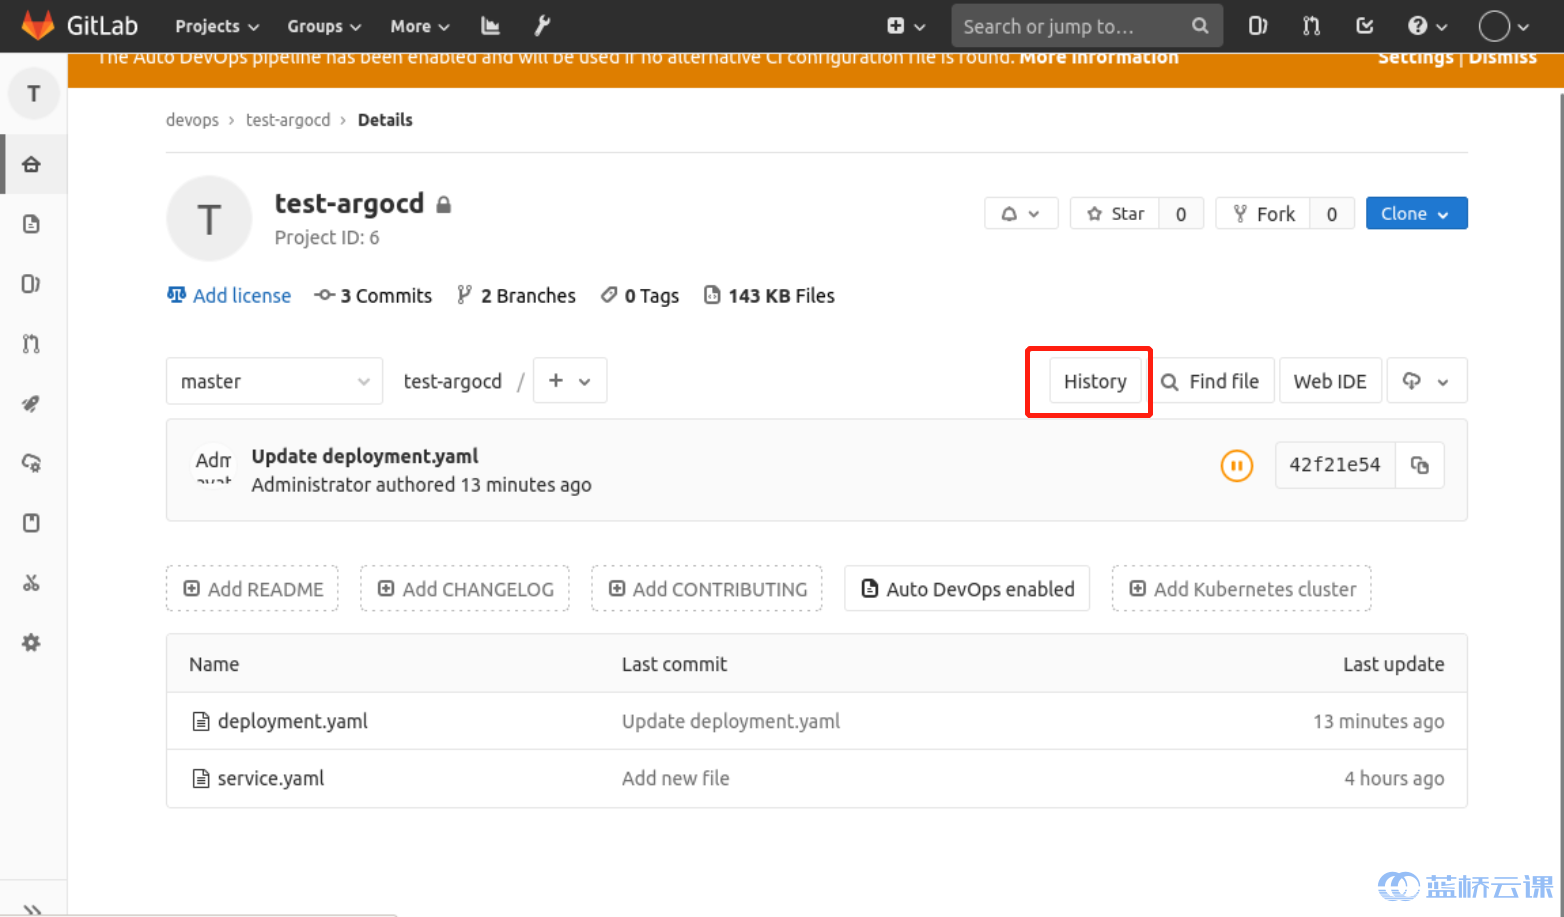 GitLab Projects Groups More Search or jump to...
The Auto DevOps pipeline has been enabled and will be used if no alternative CI configuration file is found. More information Settings | Dismiss
T
devops › test-argocd › Details
T
test-argocd
Project ID: 6
Star 0 Fork 0 Clone
Add license 3 Commits 2 Branches 0 Tags 143 KB Files
master test-argocd / + History Find file Web IDE
Update deployment.yaml
Administrator authored 13 minutes ago
42f21e54
Add README Add CHANGELOG Add CONTRIBUTING Auto DevOps enabled Add Kubernetes cluster
Name Last commit Last update
deployment.yaml Update deployment.yaml 13 minutes ago
service.yaml Add new file 4 hours ago
蓝桥云课